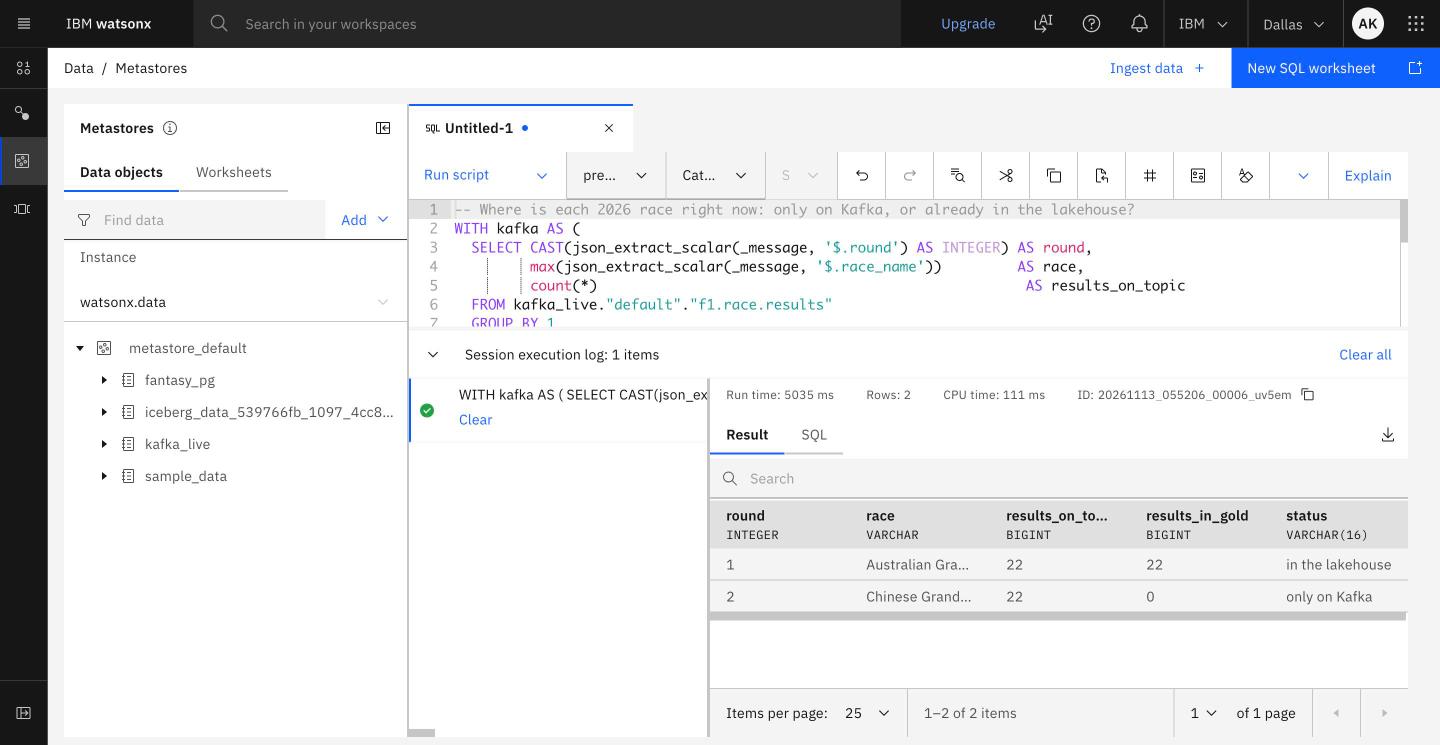 IBM watsonx
Search in your workspaces
Upgrade
IBM
Dallas
AK
Data / Metastores
Ingest data +
New SQL worksheet
Metastores
Data objects
Worksheets
Find data
Add
Instance
watsonx.data
metastore_default
fantasy_pg
iceberg_data_539766fb_1097_4cc8...
kafka_live
sample_data
SQL Untitled-1
Run script
pre...
Cat...
S
Explain
1 -- Where is each 2026 race right now: only on Kafka, or already in the lakehouse?
2 WITH kafka AS (
3 SELECT CAST(json_extract_scalar(_message, '$.round') AS INTEGER) AS round,
4 max(json_extract_scalar(_message, '$.race_name')) AS race,
5 count(*) AS results_on_topic
6 FROM kafka_live."default"."f1.race.results"
7 GROUP BY 1
Session execution log: 1 items
Clear all
WITH kafka AS ( SELECT CAST(json_ex
Clear
Run time: 5035 ms Rows: 2 CPU time: 111 ms ID: 20261113_055206_00006_uv5em
Result
SQL
Search
round race results_on_to... results_in_gold status
INTEGER VARCHAR BIGINT BIGINT VARCHAR(16)
1 Australian Gra... 22 22 in the lakehouse
2 Chinese Grand... 22 0 only on Kafka
Items per page: 25 1–2 of 2 items 1 of 1 page